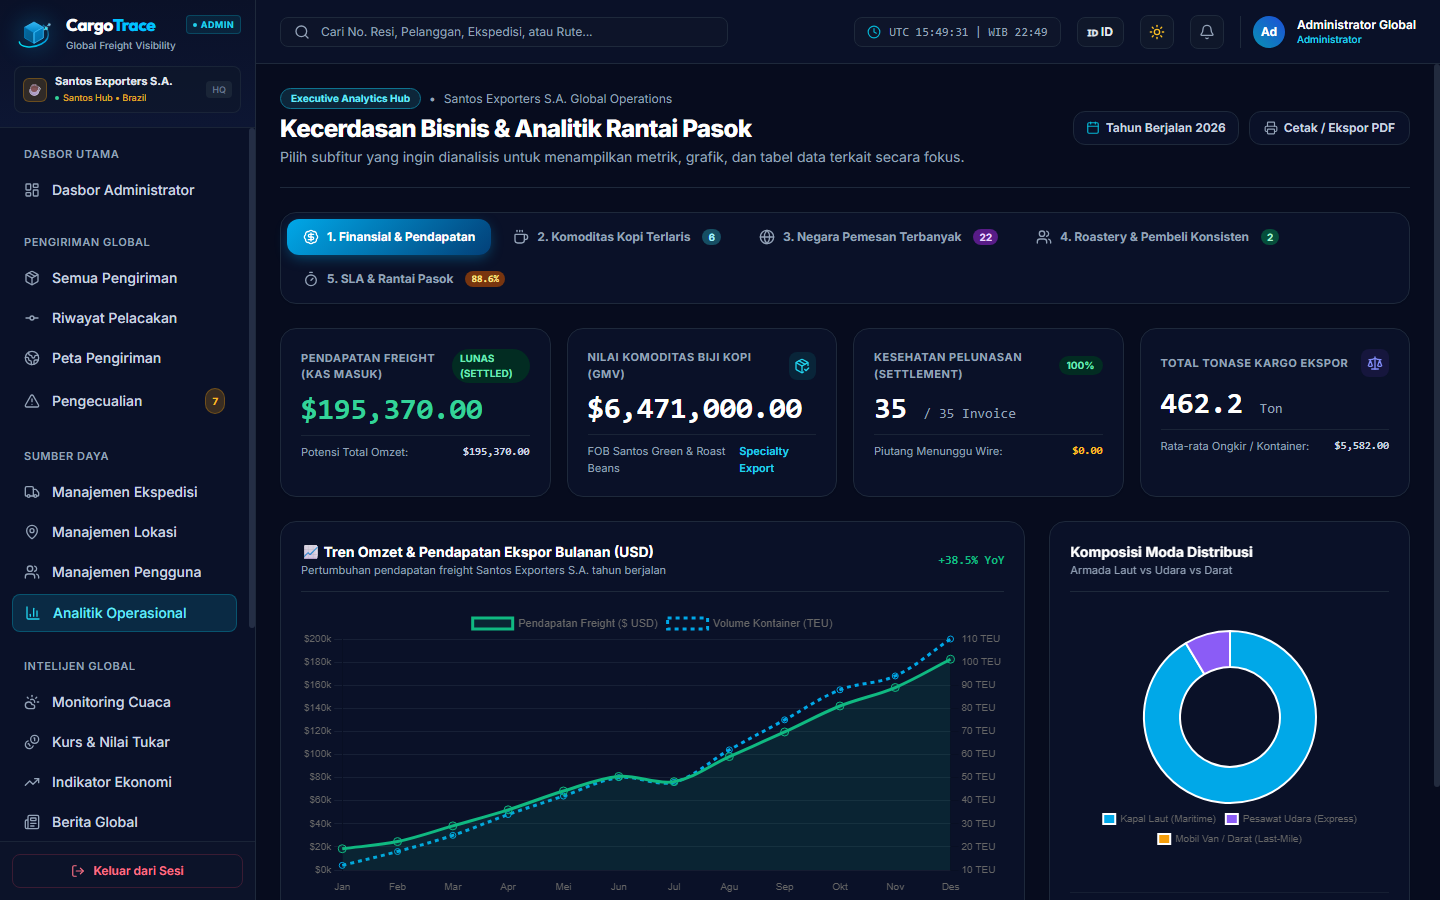 CargoTrace
Global Freight Visibility
• ADMIN
Santos Exporters S.A.
• Santos Hub • Brazil
HQ
DASBOR UTAMA
Dasbor Administrator
PENGIRIMAN GLOBAL
Semua Pengiriman
Riwayat Pelacakan
Peta Pengiriman
Pengecualian
7
SUMBER DAYA
Manajemen Ekspedisi
Manajemen Lokasi
Manajemen Pengguna
Analitik Operasional
INTELIJEN GLOBAL
Monitoring Cuaca
Kurs & Nilai Tukar
Indikator Ekonomi
Berita Global
Keluar dari Sesi
Cari No. Resi, Pelanggan, Ekspedisi, atau Rute...
UTC 15:49:31 | WIB 22:49
ID ID
Ad
Administrator Global
Administrator
Executive Analytics Hub • Santos Exporters S.A. Global Operations
Kecerdasan Bisnis & Analitik Rantai Pasok
Pilih subfitur yang ingin dianalisis untuk menampilkan metrik, grafik, dan tabel data terkait secara fokus.
Tahun Berjalan 2026
Cetak / Ekspor PDF
1. Finansial & Pendapatan
2. Komoditas Kopi Terlaris 6
3. Negara Pemesan Terbanyak 22
4. Roastery & Pembeli Konsisten 2
5. SLA & Rantai Pasok 88.6%
PENDAPATAN FREIGHT
(KAS MASUK)
LUNAS
(SETTLED)
$195,370.00
Potensi Total Omzet: $195,370.00
NILAI KOMODITAS BIJI KOPI
(GMV)
$6,471,000.00
FOB Santos Green & Roast
Beans
Specialty
Export
KESEHATAN PELUNASAN
(SETTLEMENT)
100%
35 / 35 Invoice
Piutang Menunggu Wire: $0.00
TOTAL TONASE KARGO EKSPOR
462.2 Ton
Rata-rata Ongkir / Kontainer: $5,582.00
📈 Tren Omzet & Pendapatan Ekspor Bulanan (USD)
Pertumbuhan pendapatan freight Santos Exporters S.A. tahun berjalan
+38.5% YoY
Pendapatan Freight ($ USD)
Volume Kontainer (TEU)
$200k
$180k
$160k
$140k
$120k
$100k
$80k
$60k
$40k
$20k
$0k
110 TEU
100 TEU
90 TEU
80 TEU
70 TEU
60 TEU
50 TEU
40 TEU
30 TEU
20 TEU
10 TEU
Jan Feb Mar Apr Mei Jun Jul Agu Sep Okt Nov Des
Komposisi Moda Distribusi
Armada Laut vs Udara vs Darat
Kapal Laut (Maritime)
Pesawat Udara (Express)
Mobil Van / Darat (Last-Mile)